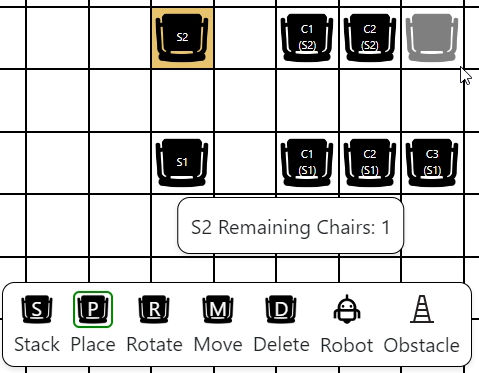 S2
C1
(S2)
C2
(S2)
S1
C1
(S1)
C2
(S1)
C3
(S1)
S2 Remaining Chairs: 1
S P R M D
Stack Place Rotate Move Delete Robot Obstacle